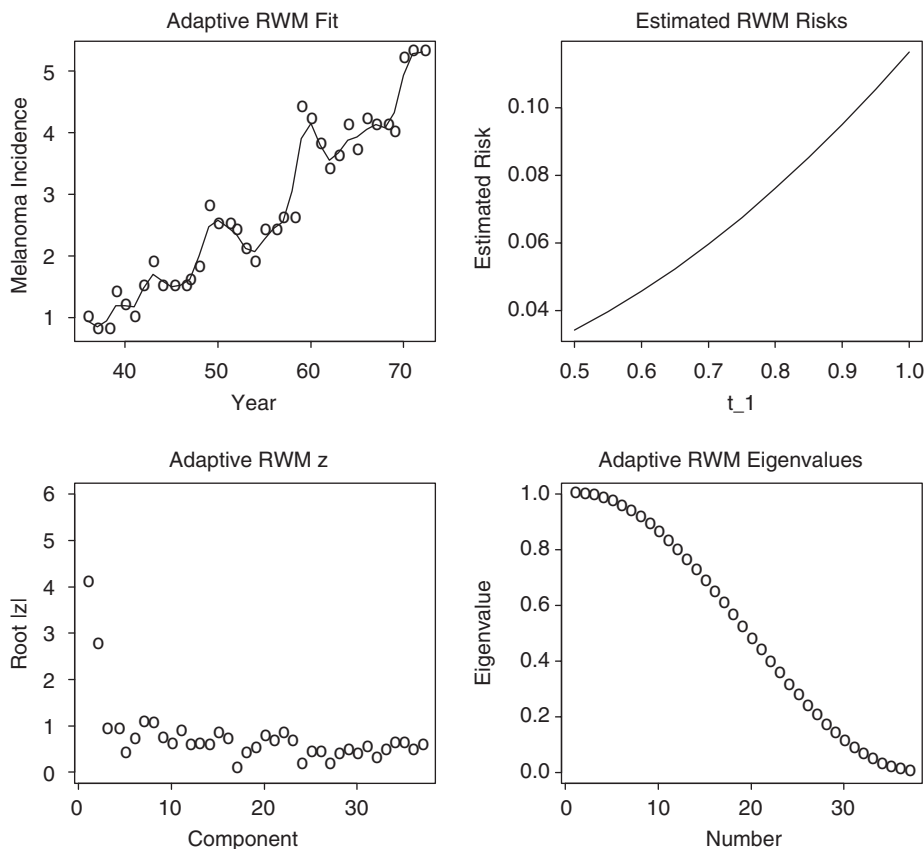 Adaptive RWM Fit
Melanoma Incidence
5
4
3
2
1
40 50 60 70
Year
Estimated RWM Risks
Estimated Risk
0.10
0.08
0.06
0.04
0.5 0.6 0.7 0.8 0.9 1.0
t_1
Adaptive RWM z
Root |z|
6
5
4
3
2
1
0
0 10 20 30
Component
Adaptive RWM Eigenvalues
Eigenvalue
1.0
0.8
0.6
0.4
0.2
0.0
0 10 20 30
Number